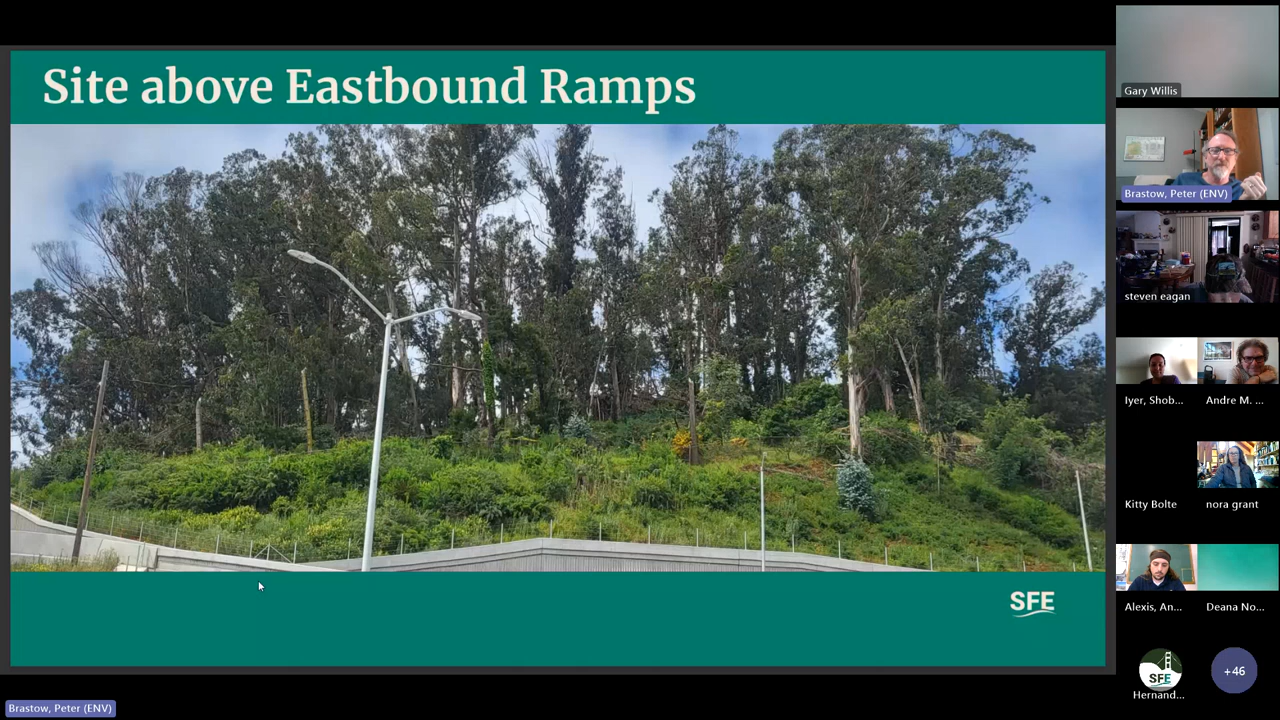 Site above Eastbound Ramps
SFE
Brastow, Peter (ENV)
Gary Willis
Brastow, Peter (ENV)
steven eagan
Iyer, Shob...
Andre M. ...
Kitty Bolte
nora grant
Alexis, An...
Deana No...
SFE
Hernand...
+46